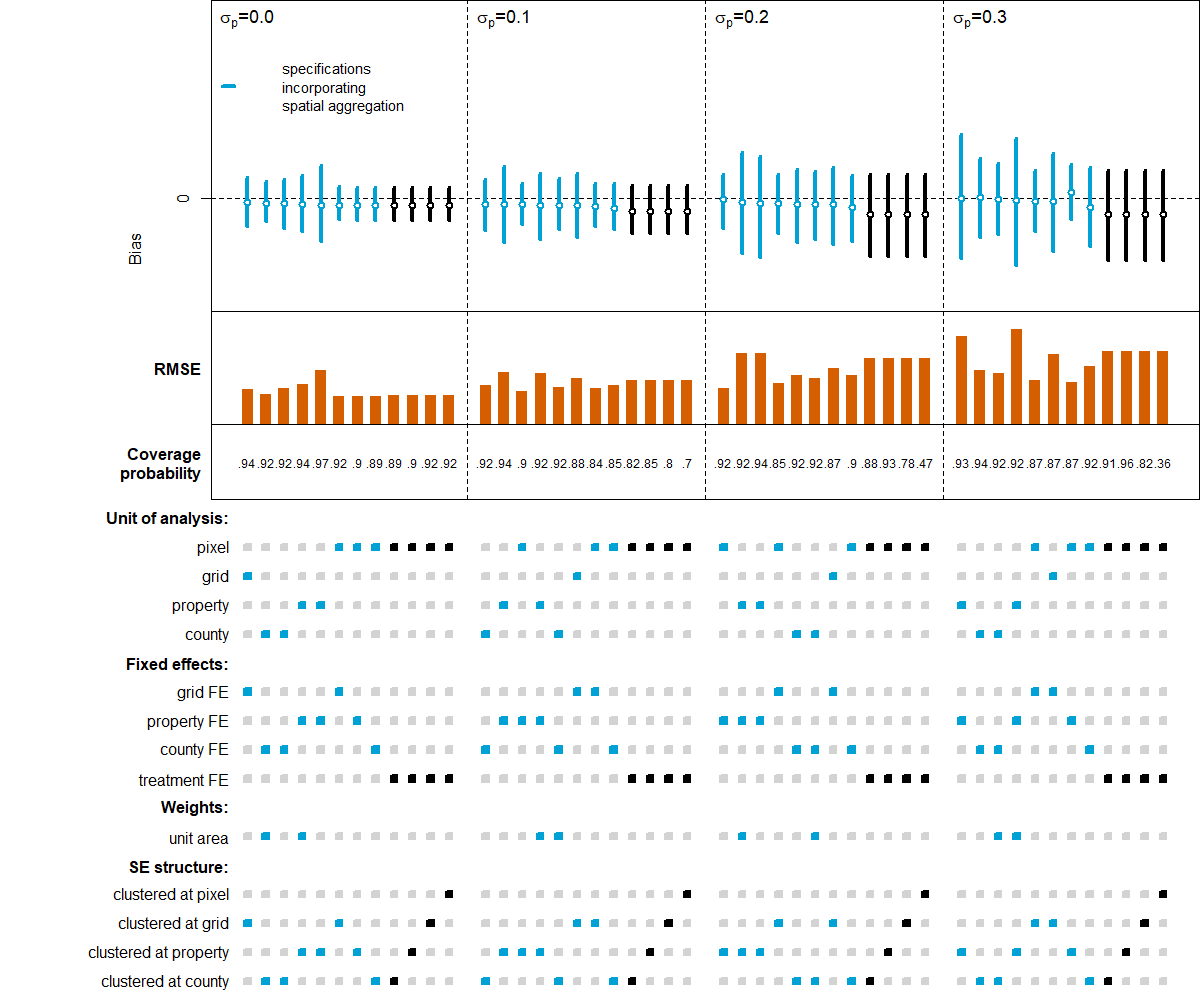 σp=0.0 σp=0.1 σp=0.2 σp=0.3
specifications
incorporating
spatial aggregation
0
Bias
RMSE
Coverage
probability
.94 .92 .92 .94 .97 .92 .9 .89 .89 .9 .92 .92 .92 .94 .9 .92 .92 .88 .84 .85 .82 .85 .8 .7 .92 .92 .94 .85 .92 .92 .87 .9 .88 .93 .78 .47 .93 .94 .92 .92 .87 .87 .87 .92 .91 .96 .82 .36
Unit of analysis:
pixel
grid
property
county
Fixed effects:
grid FE
property FE
county FE
treatment FE
Weights:
unit area
SE structure:
clustered at pixel
clustered at grid
clustered at property
clustered at county